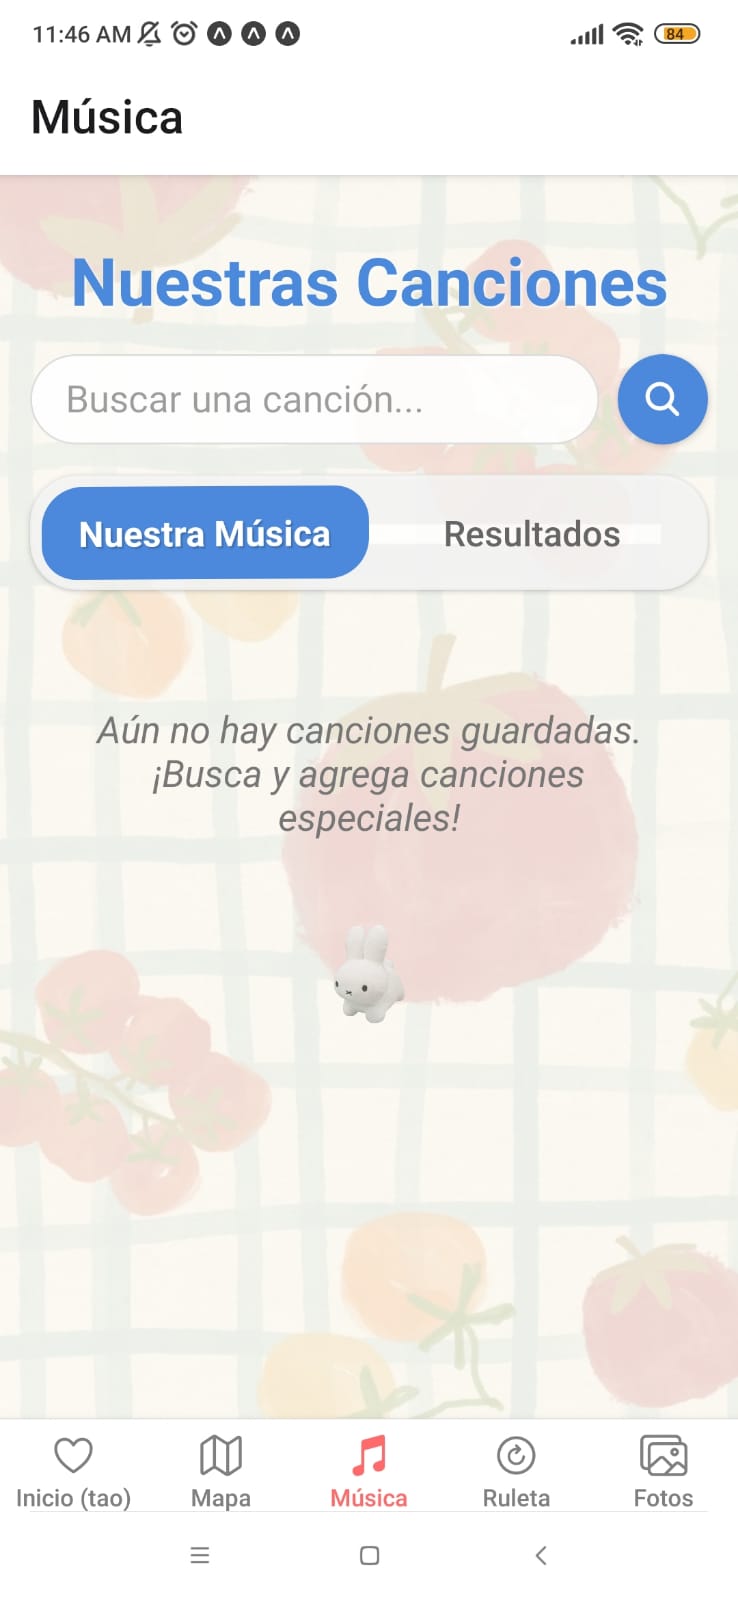 11:46 AM
84
Música
Nuestras Canciones
Buscar una canción...
Nuestra Música
Resultados
Aún no hay canciones guardadas.
¡Busca y agrega canciones
especiales!
Inicio (tao)
Mapa
Música
Ruleta
Fotos